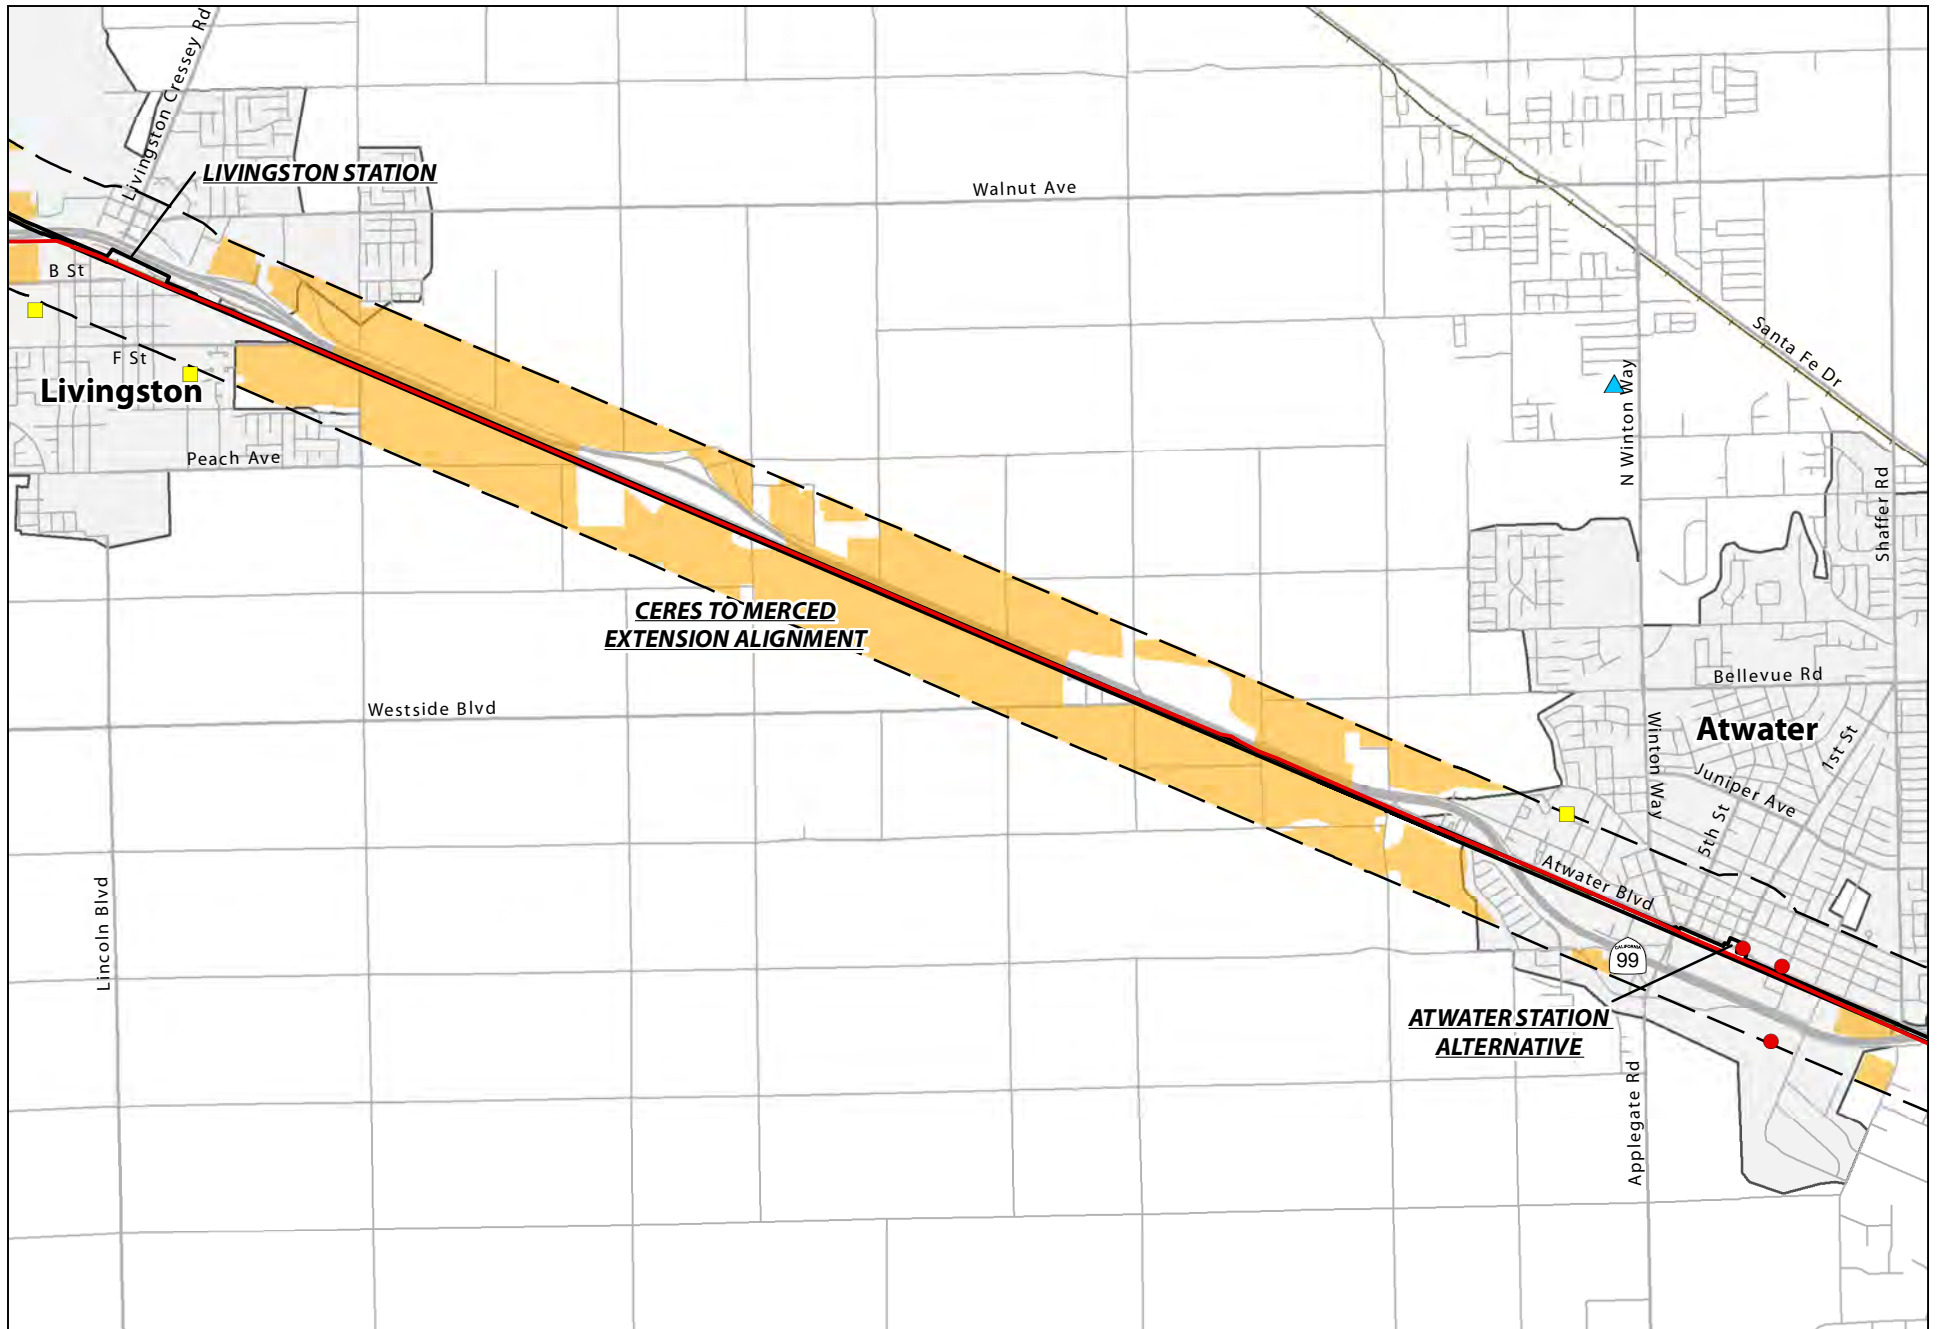 Livingston Cressey Rd
LIVINGSTON STATION
Walnut Ave
B St
F St
Livingston
Peach Ave
Santa Fe Dr
N Winton Way
Shaffer Rd
CERES TO MERCED
EXTENSION ALIGNMENT
Westside Blvd
Bellevue Rd
Atwater
Winton Way
1st St
Juniper Ave
5th St
Atwater Blvd
Lincoln Blvd
CALIFORNIA
99
ATWATER STATION
ALTERNATIVE
Applegate Rd